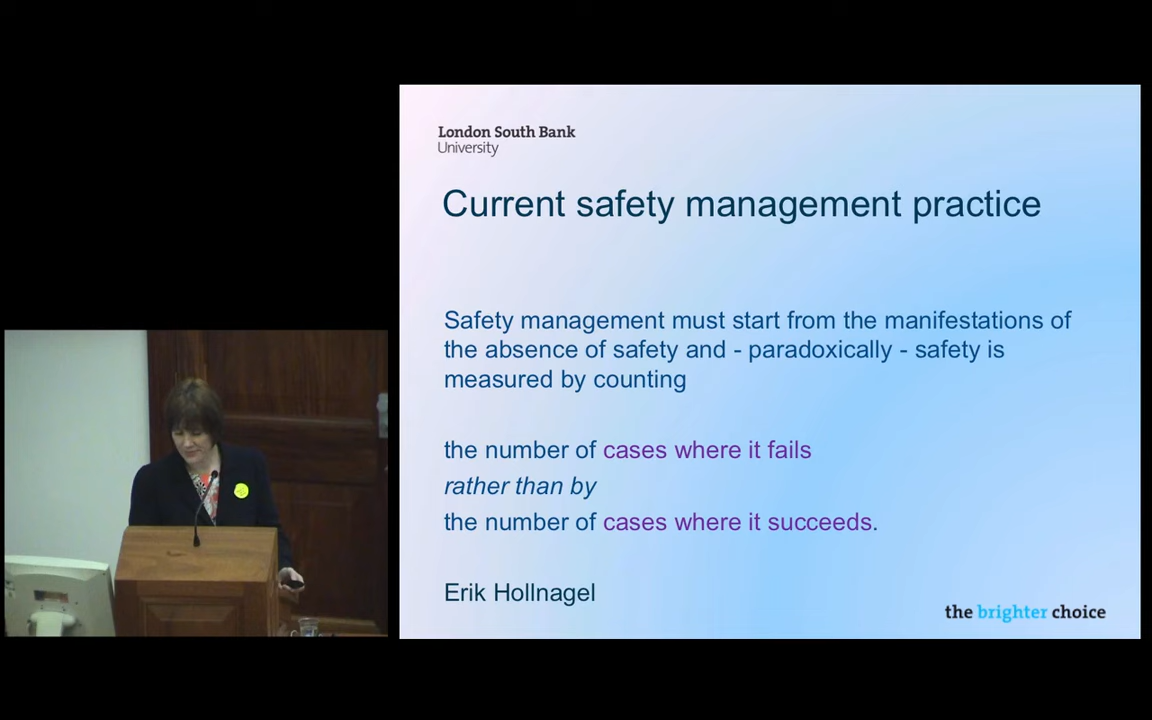 London South Bank
University
Current safety management practice
Safety management must start from the manifestations of
the absence of safety and - paradoxically - safety is
measured by counting
the number of cases where it fails
rather than by
the number of cases where it succeeds.
Erik Hollnagel
the brighter choice